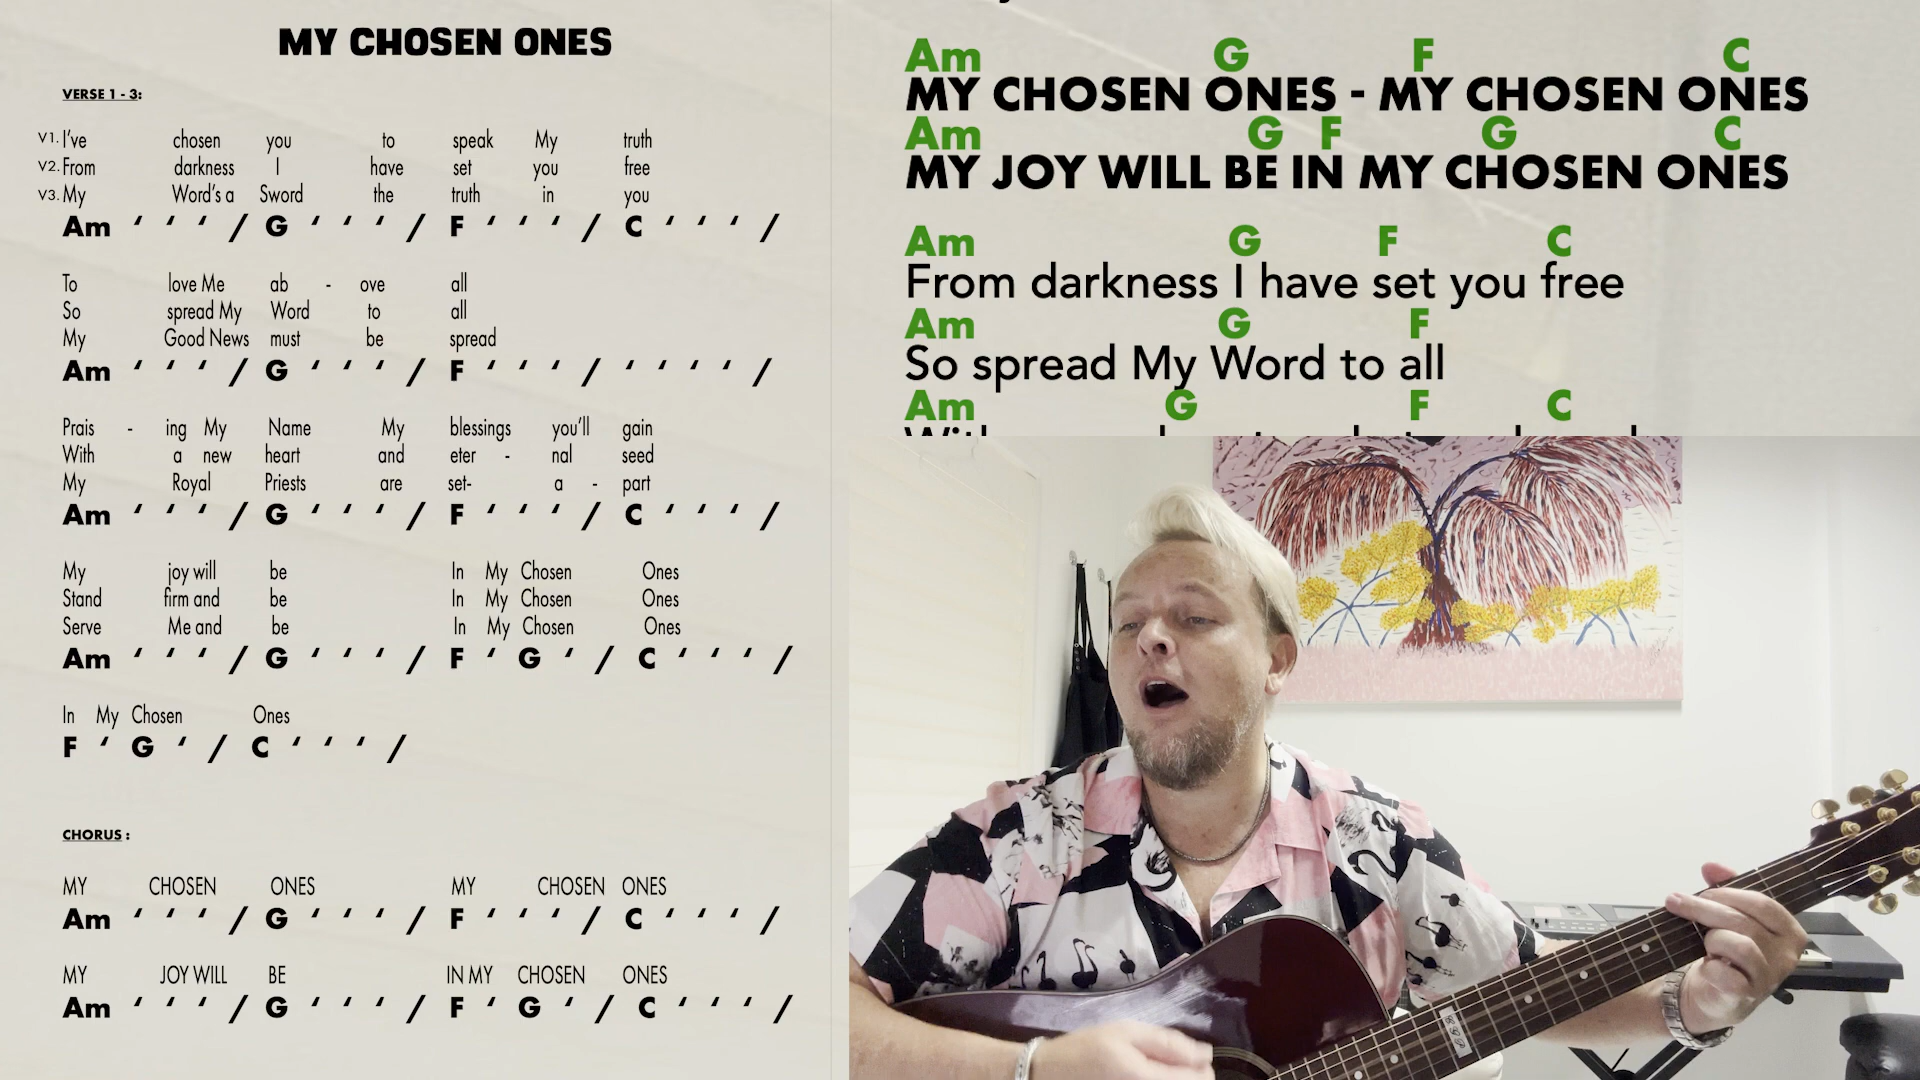 MY CHOSEN ONES
VERSE 1 - 3:
V1. I've chosen you to speak My truth
V2. From darkness I have set you free
V3. My Word's a Sword the truth in you
Am ‘ ‘ ‘ / G ‘ ‘ ‘ / F ‘ ‘ ‘ / C ‘ ‘ ‘ /
To love Me ab - ove all
So spread My Word to all
My Good News must be spread
Am ‘ ‘ ‘ / G ‘ ‘ ‘ / F ‘ ‘ ‘ / ‘ ‘ ‘ ‘ /
Prais - ing My Name My blessings you'll gain
With a new heart and eter - nal seed
My Royal Priests are set- a - part
Am ‘ ‘ ‘ / G ‘ ‘ ‘ / F ‘ ‘ ‘ / C ‘ ‘ ‘ /
My joy will be In My Chosen Ones
Stand firm and be In My Chosen Ones
Serve Me and be In My Chosen Ones
Am ‘ ‘ ‘ / G ‘ ‘ ‘ / F ‘ G ‘ / C ‘ ‘ ‘ /
In My Chosen Ones
F ‘ G ‘ / C ‘ ‘ ‘ /
CHORUS :
MY CHOSEN ONES MY CHOSEN ONES
Am ‘ ‘ ‘ / G ‘ ‘ ‘ / F ‘ ‘ ‘ / C ‘ ‘ ‘ /
MY JOY WILL BE IN MY CHOSEN ONES
Am ‘ ‘ ‘ / G ‘ ‘ ‘ / F ‘ G ‘ / C ‘ ‘ ‘ /
Am G F C
MY CHOSEN ONES - MY CHOSEN ONES
Am G F G C
MY JOY WILL BE IN MY CHOSEN ONES
Am G F C
From darkness I have set you free
Am G F
So spread My Word to all
Am G F C